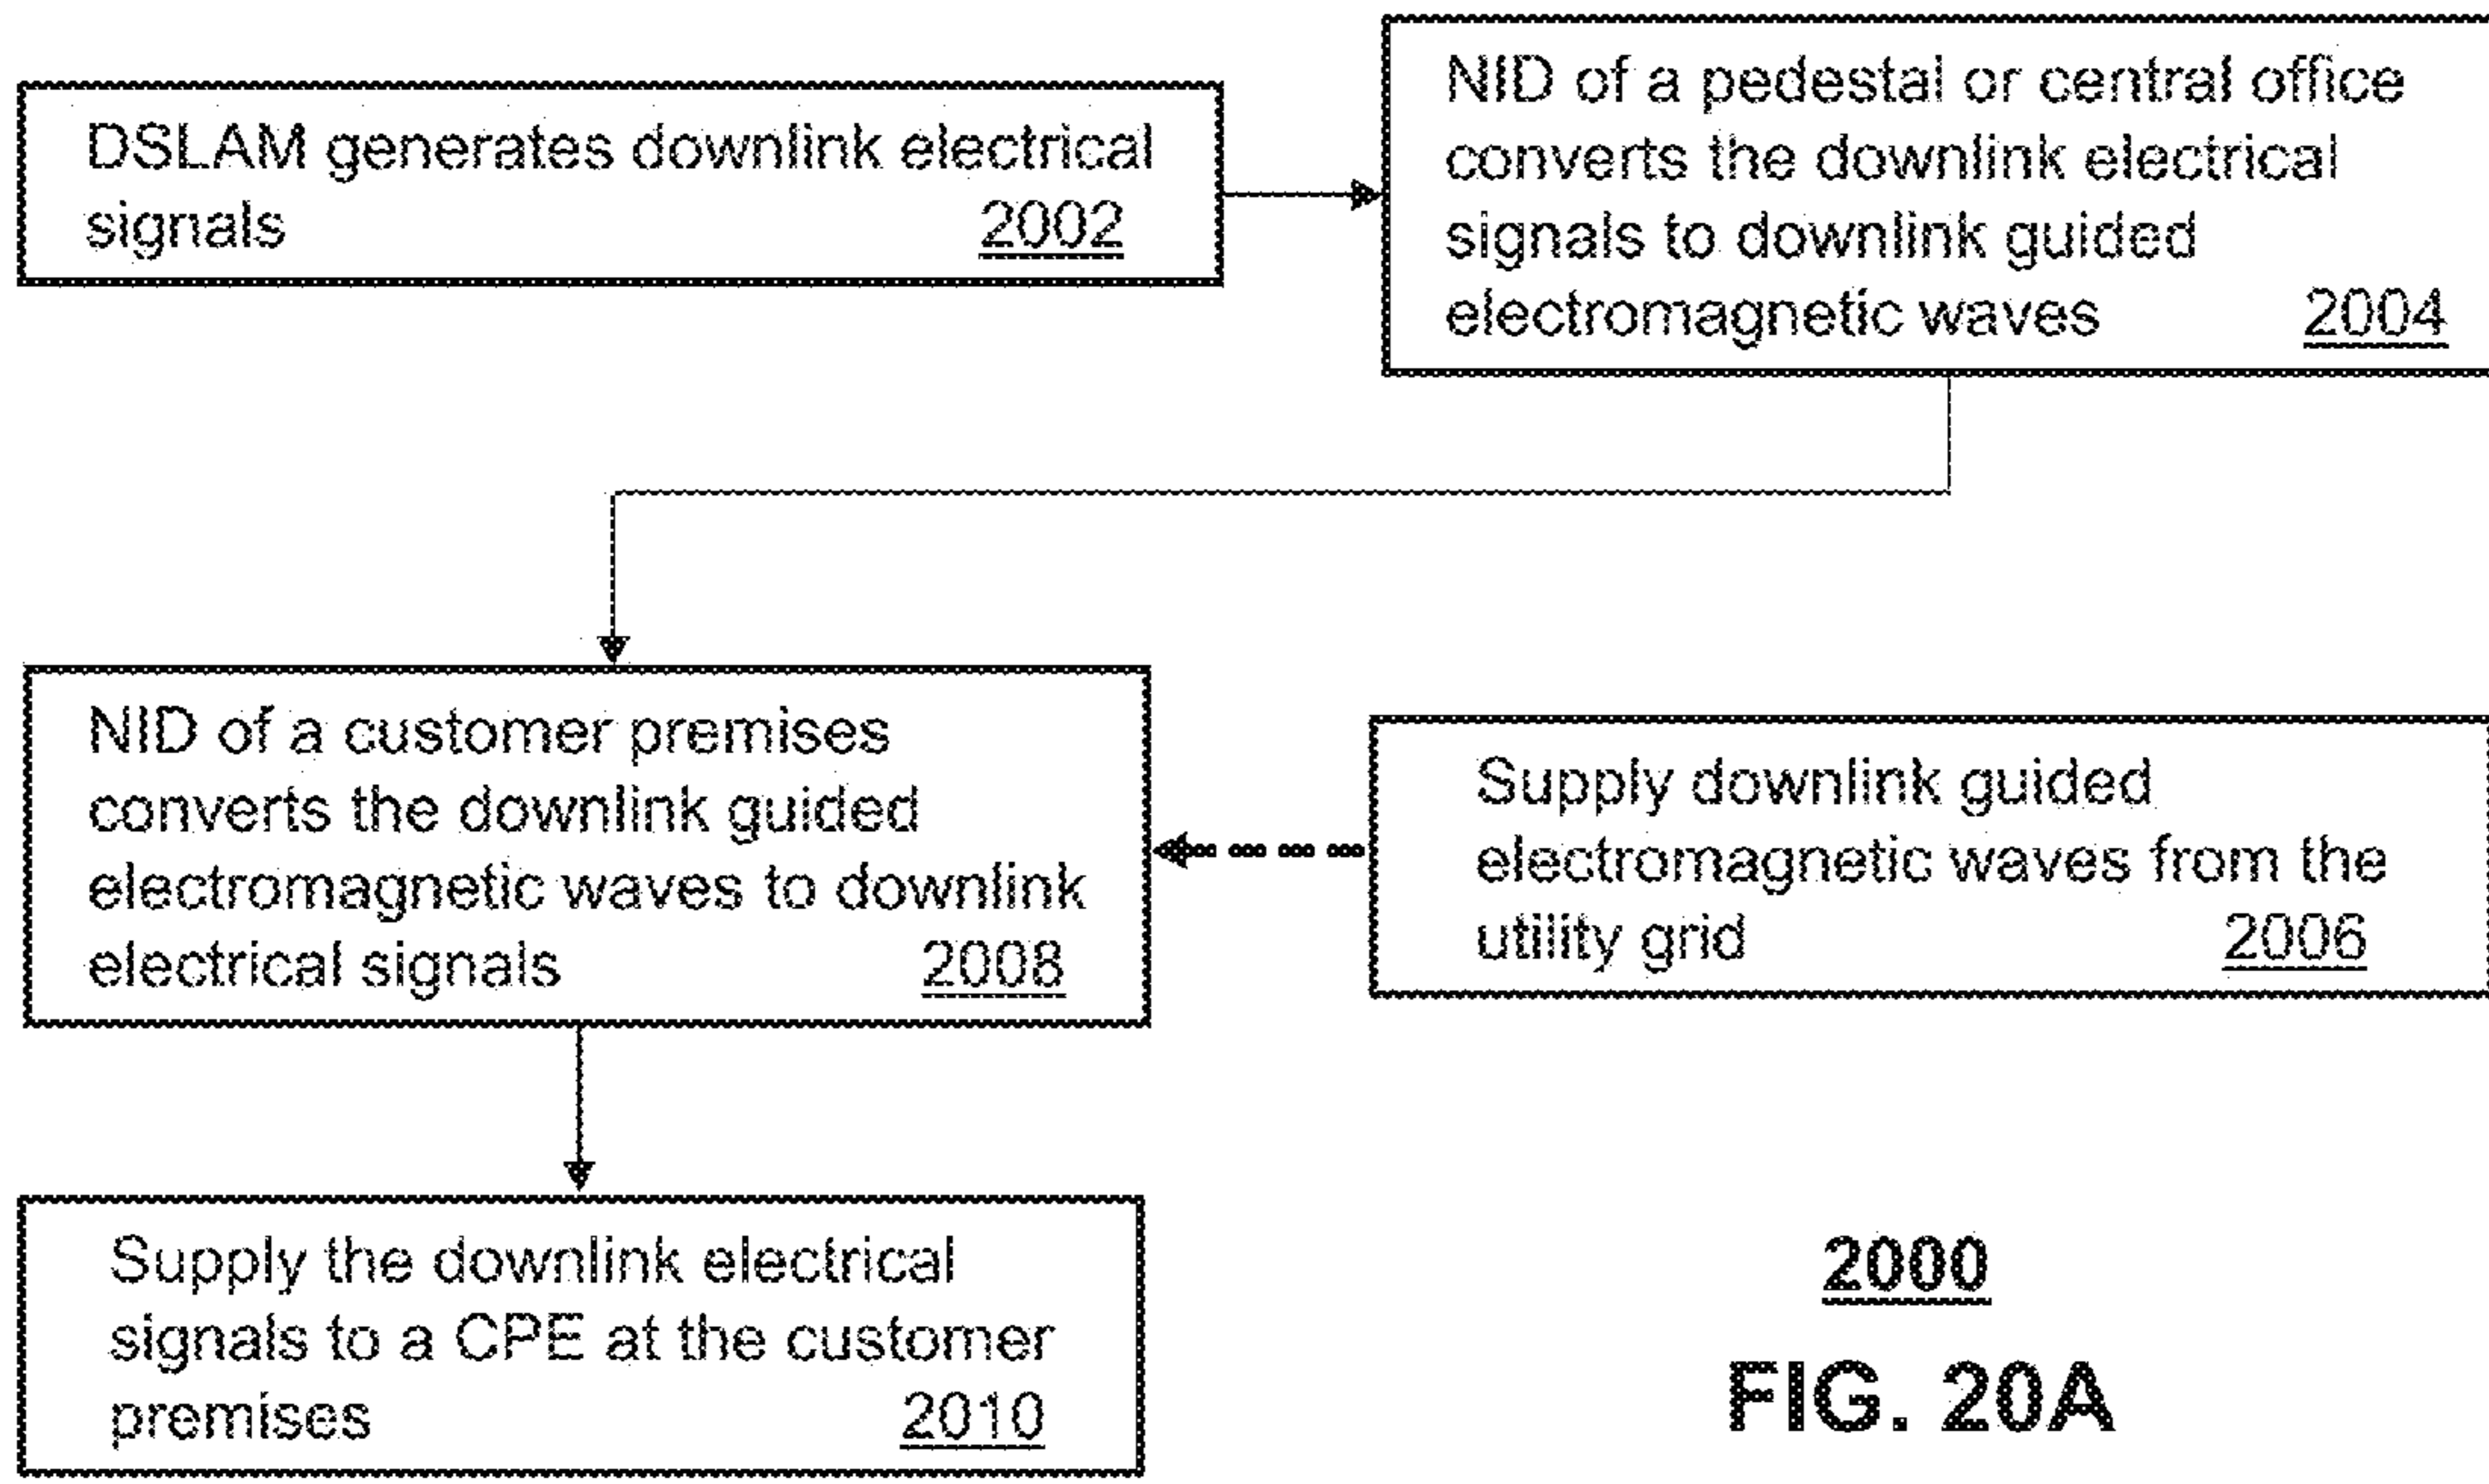 DSLAM generates downlink electrical
signals 2002
NID of a pedestal or central office
converts the downlink electrical
signals to downlink guided
electromagnetic waves 2004
NID of a customer premises
converts the downlink guided
electromagnetic waves to downlink
electrical signals 2008
Supply downlink guided
electromagnetic waves from the
utility grid 2006
Supply the downlink electrical
signals to a CPE at the customer
premises 2010
2000
FIG. 20A